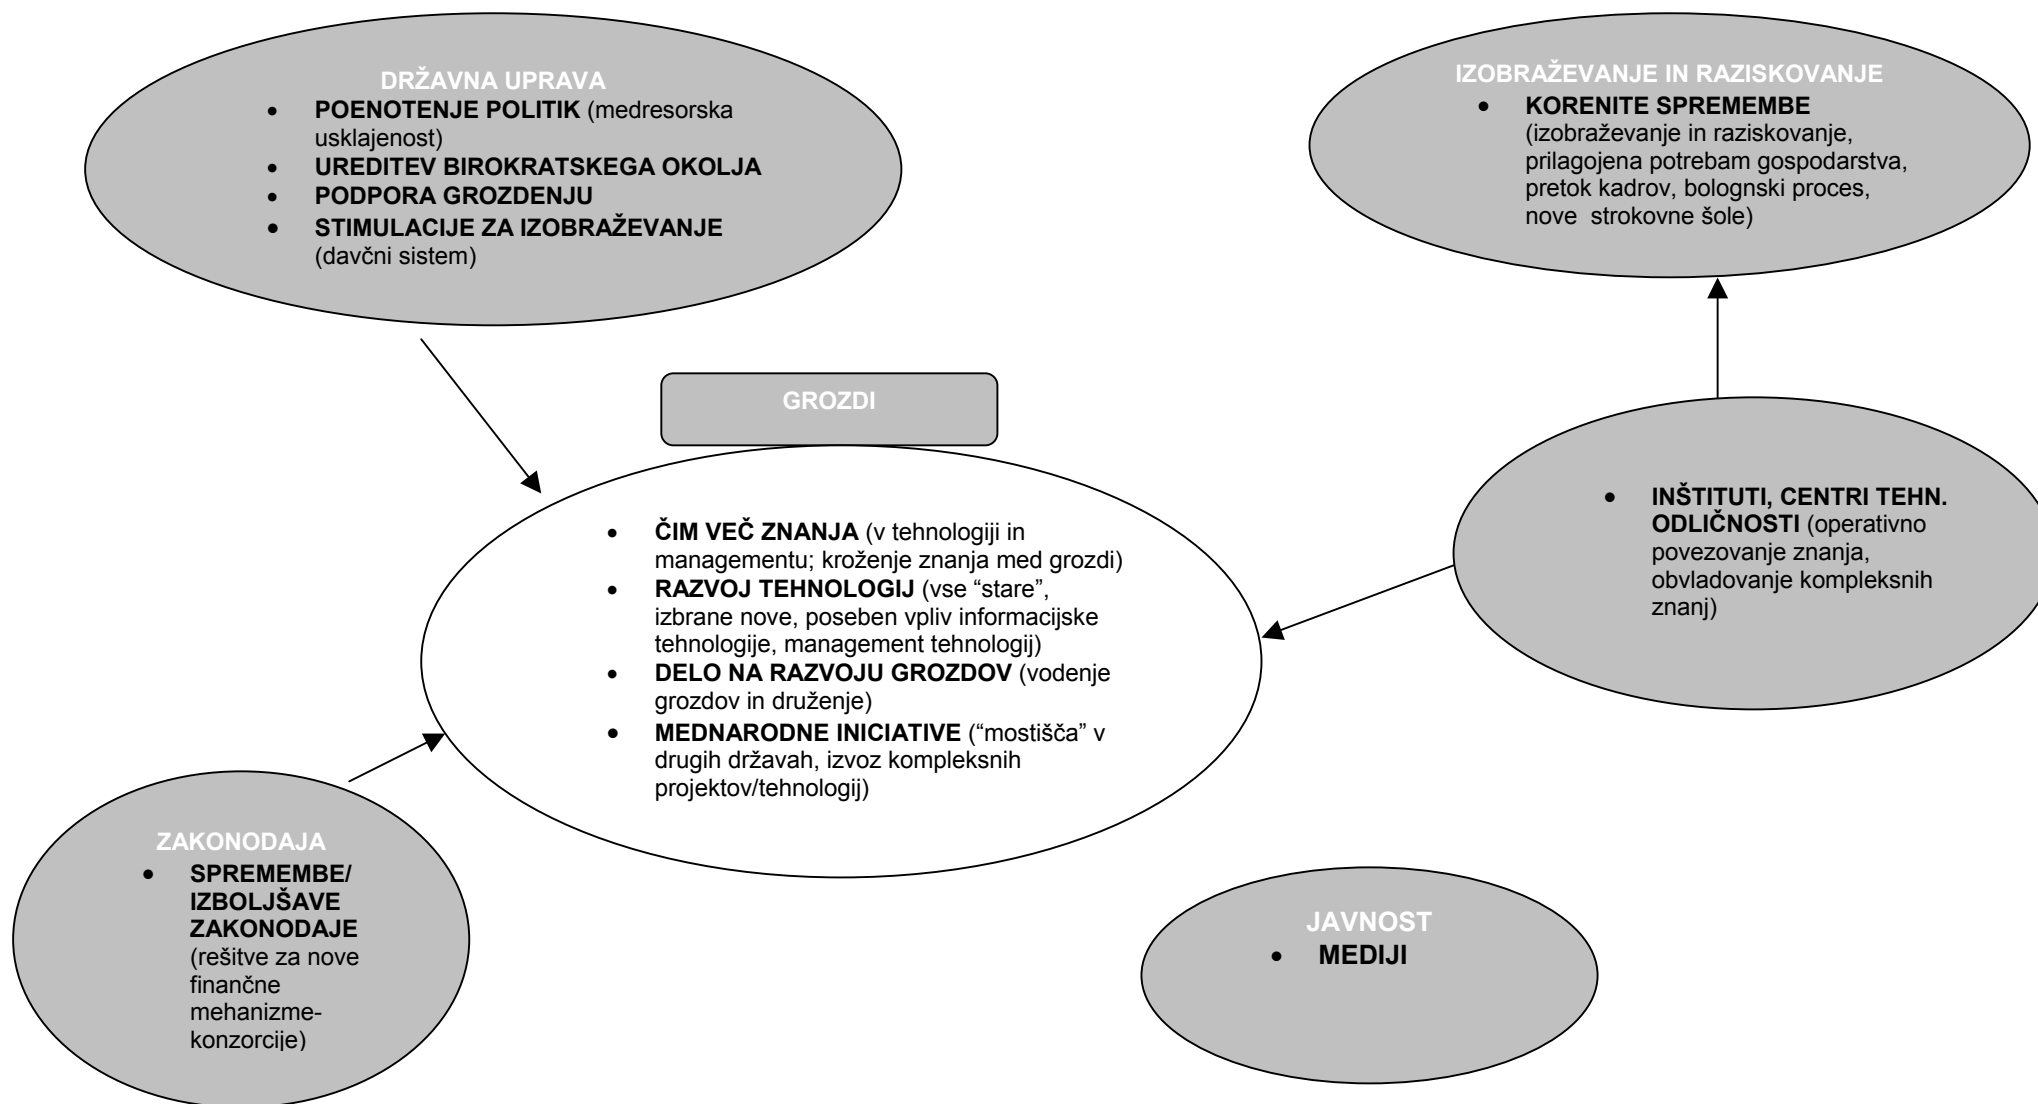 DRŽAVNA UPRAVA
• POENOTENJE POLITIK (medresorska
usklajenost)
• UREDITEV BIROKRATSKEGA OKOLJA
• PODPORA GROZDENJU
• STIMULACIJE ZA IZOBRAŽEVANJE
(davčni sistem)
IZOBRAŽEVANJE IN RAZISKOVANJE
• KORENITE SPREMEMBE
(izobraževanje in raziskovanje,
prilagojena potrebam gospodarstva,
pretok kadrov, bolognski proces,
nove strokovne šole)
GROZDI
• ČIM VEČ ZNANJA (v tehnologiji in
managementu; kroženje znanja med grozdi)
• RAZVOJ TEHNOLOGIJ (vse “stare”,
izbrane nove, poseben vpliv informacijske
tehnologije, management tehnologij)
• DELO NA RAZVOJU GROZDOV (vodenje
grozdov in druženje)
• MEDNARODNE INICIATIVE (“mostišča” v
drugih državah, izvoz kompleksnih
projektov/tehnologij)
• INŠTITUTI, CENTRI TEHN.
ODLIČNOSTI (operativno
povezovanje znanja,
obvladovanje kompleksnih
znanj)
ZAKONODAJA
• SPREMEMBE/
IZBOLJŠAVE
ZAKONODAJE
(rešitve za nove
finančne
mehanizme-
konzorcije)
JAVNOST
• MEDIJI